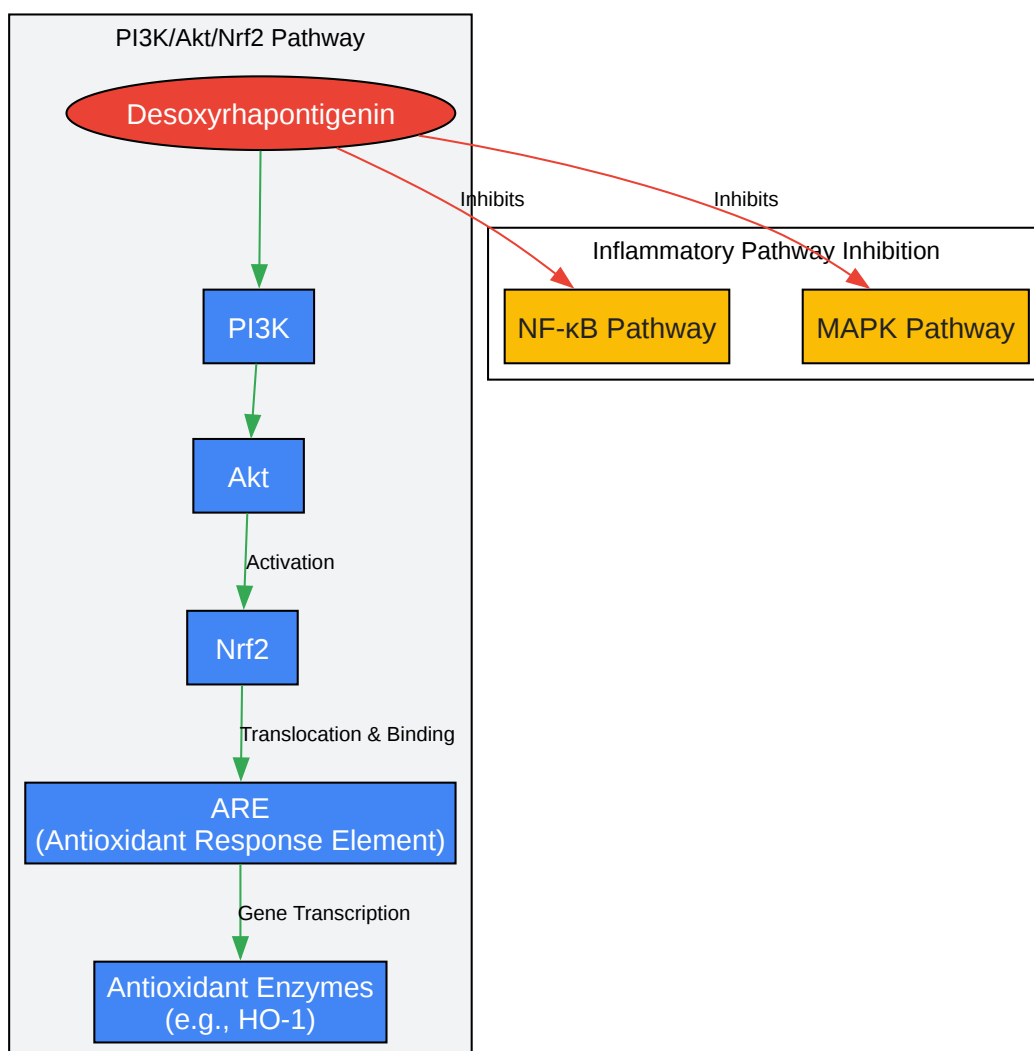 PI3K/Akt/Nrf2 Pathway
Desoxyrhapontigenin
Inhibits
Inhibits
Inflammatory Pathway Inhibition
NF-κB Pathway
MAPK Pathway
PI3K
Akt
Activation
Nrf2
Translocation & Binding
ARE
(Antioxidant Response Element)
Gene Transcription
Antioxidant Enzymes
(e.g., HO-1)